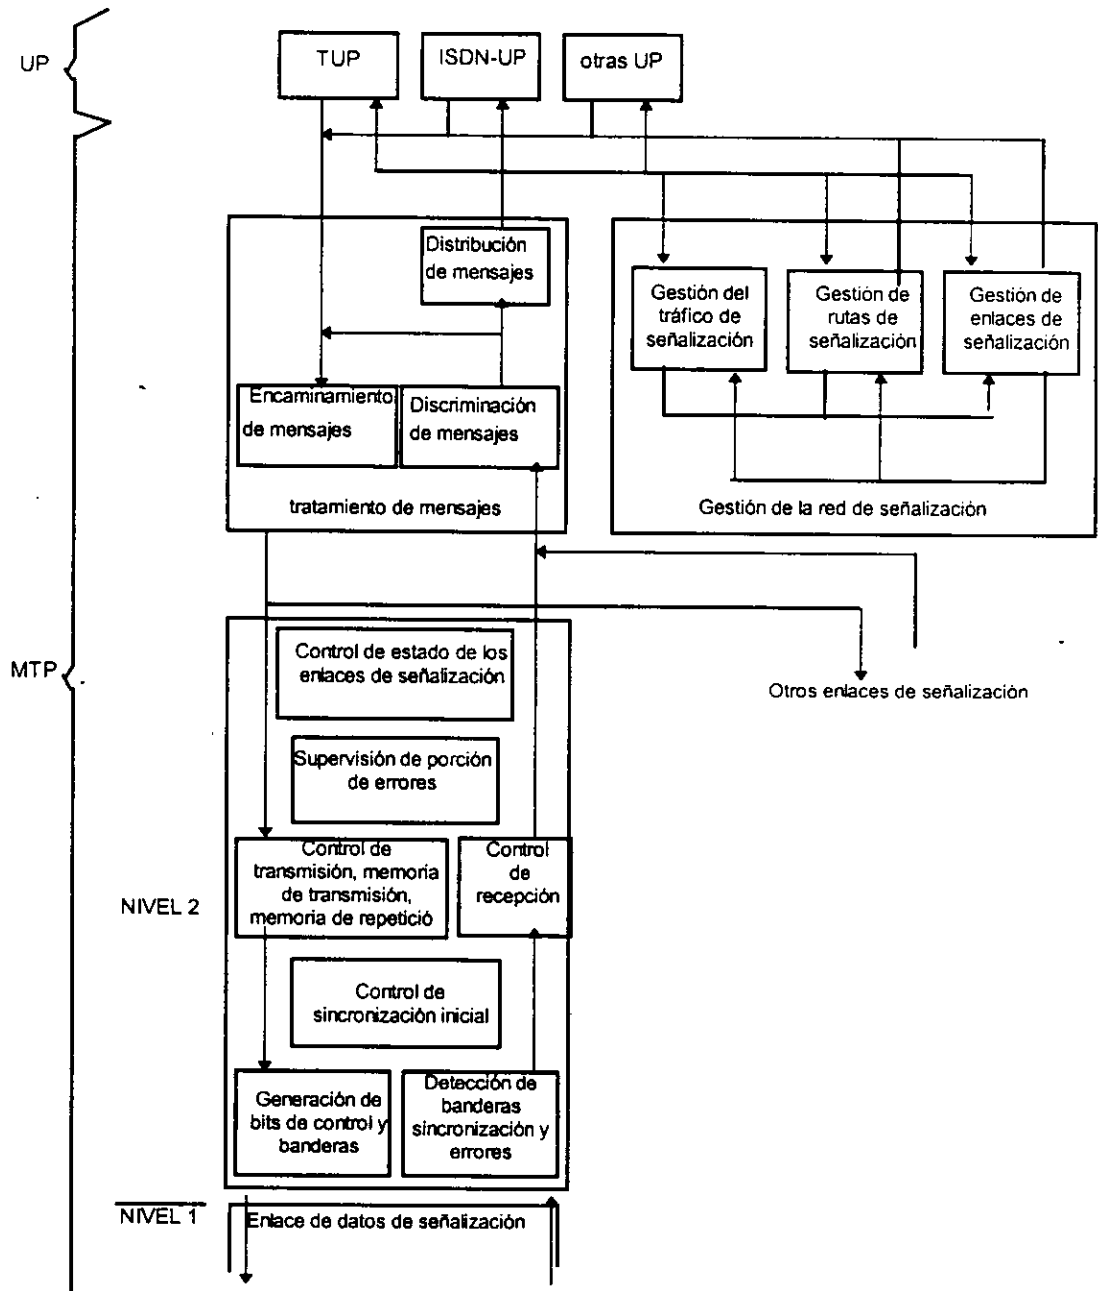 UP
TUP
ISDN-UP
otras UP
Distribución
de mensajes
Encaminamiento
de mensajes
Discriminación
de mensajes
tratamiento de mensajes
Gestión del
tráfico de
señalización
Gestión de
rutas de
señalización
Gestión de
enlaces de
señalización
Gestión de la red de señalización
MTP
Otros enlaces de señalización
Control de estado de los
enlaces de señalización
Supervisión de porción
de errores
NIVEL 2
Control de
transmisión, memoria
de transmisión,
memoria de repetició
Control
de
recepción
Control de
sincronización inicial
Generación de
bits de control y
banderas
Detección de
banderas
sincronización y
errores
NIVEL 1
Enlace de datos de señalización